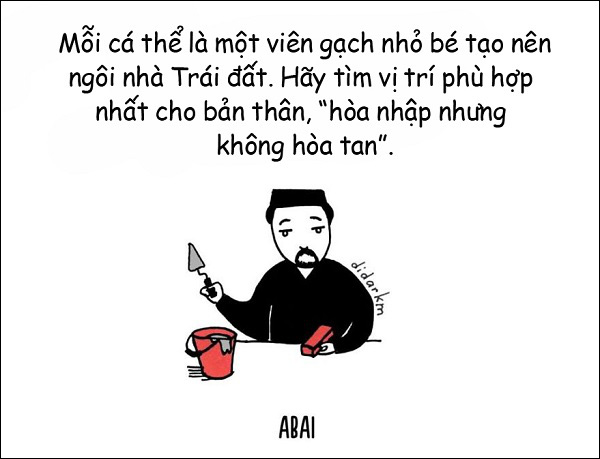 Mỗi cá thể là một viên gạch nhỏ bé tạo nên
ngôi nhà Trái đất. Hãy tìm vị trí phù hợp
nhất cho bản thân, “hòa nhập nhưng
không hòa tan”.
didarkm
ABAI